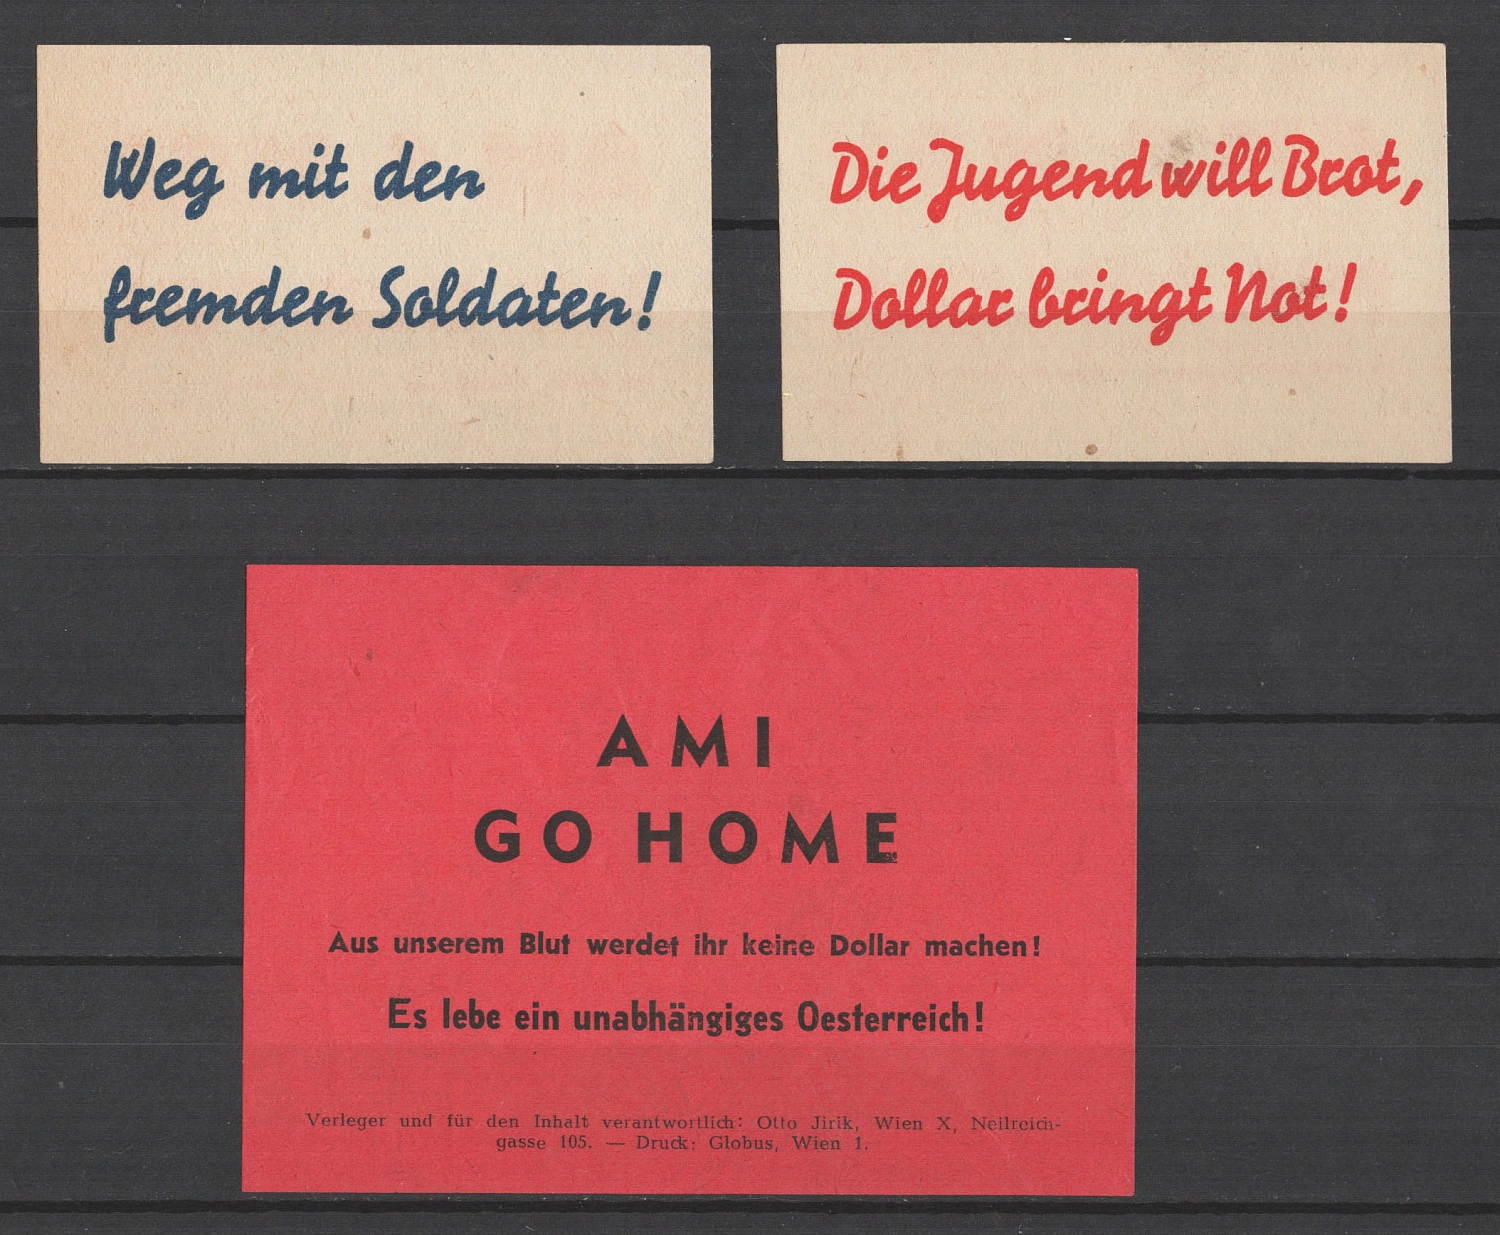 Weg mit den
fremden Soldaten!
Die Jugend will Brot,
Dollar bringt Not!
AMI
GO HOME
Aus unserem Blut werdet ihr keine Dollar machen!
Es lebe ein unabhängiges Oesterreich!
Verleger und für den Inhalt verantwortlich: Otto Jirik, Wien X, Neilreich-
gasse 105. — Druck: Globus, Wien 1.